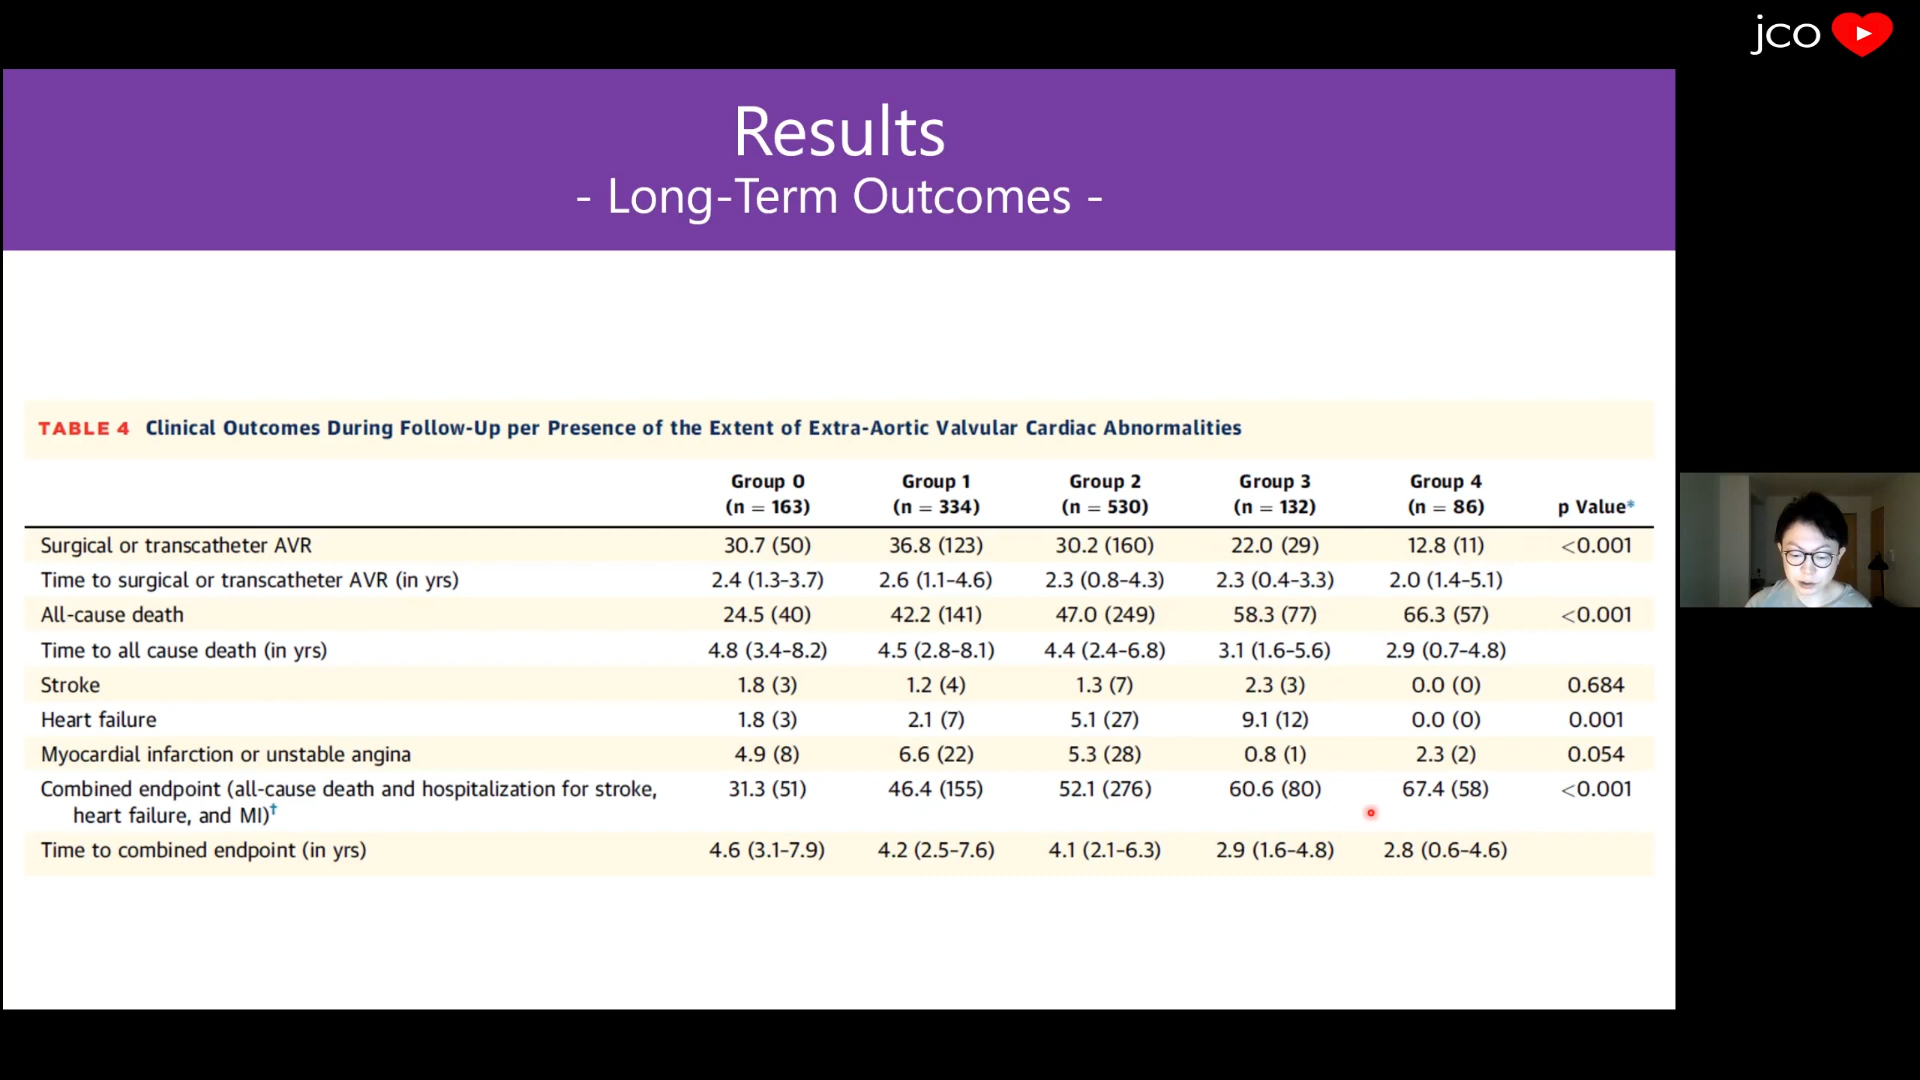 jco
Results
- Long-Term Outcomes -
TABLE 4 Clinical Outcomes During Follow-Up per Presence of the Extent of Extra-Aortic Valvular Cardiac Abnormalities
Group 0 Group 1 Group 2 Group 3 Group 4
(n = 163) (n = 334) (n = 530) (n = 132) (n = 86) p Value*
Surgical or transcatheter AVR 30.7 (50) 36.8 (123) 30.2 (160) 22.0 (29) 12.8 (11) <0.001
Time to surgical or transcatheter AVR (in yrs) 2.4 (1.3–3.7) 2.6 (1.1–4.6) 2.3 (0.8–4.3) 2.3 (0.4–3.3) 2.0 (1.4–5.1)
All-cause death 24.5 (40) 42.2 (141) 47.0 (249) 58.3 (77) 66.3 (57) <0.001
Time to all cause death (in yrs) 4.8 (3.4–8.2) 4.5 (2.8–8.1) 4.4 (2.4–6.8) 3.1 (1.6–5.6) 2.9 (0.7–4.8)
Stroke 1.8 (3) 1.2 (4) 1.3 (7) 2.3 (3) 0.0 (0) 0.684
Heart failure 1.8 (3) 2.1 (7) 5.1 (27) 9.1 (12) 0.0 (0) 0.001
Myocardial infarction or unstable angina 4.9 (8) 6.6 (22) 5.3 (28) 0.8 (1) 2.3 (2) 0.054
Combined endpoint (all-cause death and hospitalization for stroke, 31.3 (51) 46.4 (155) 52.1 (276) 60.6 (80) 67.4 (58) <0.001
heart failure, and MI)†
Time to combined endpoint (in yrs) 4.6 (3.1–7.9) 4.2 (2.5–7.6) 4.1 (2.1–6.3) 2.9 (1.6–4.8) 2.8 (0.6–4.6)